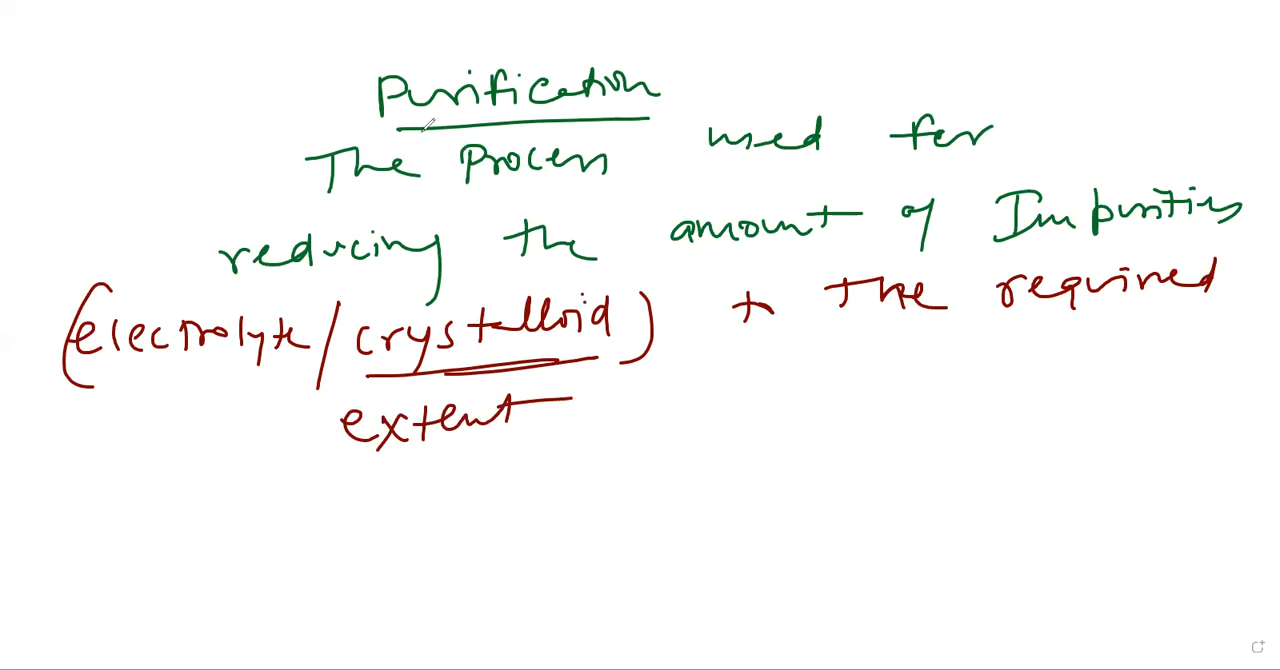 Purification
The Process used for
reducing the amount of Impurities
(electrolyte/crystalloid) to the required
extent